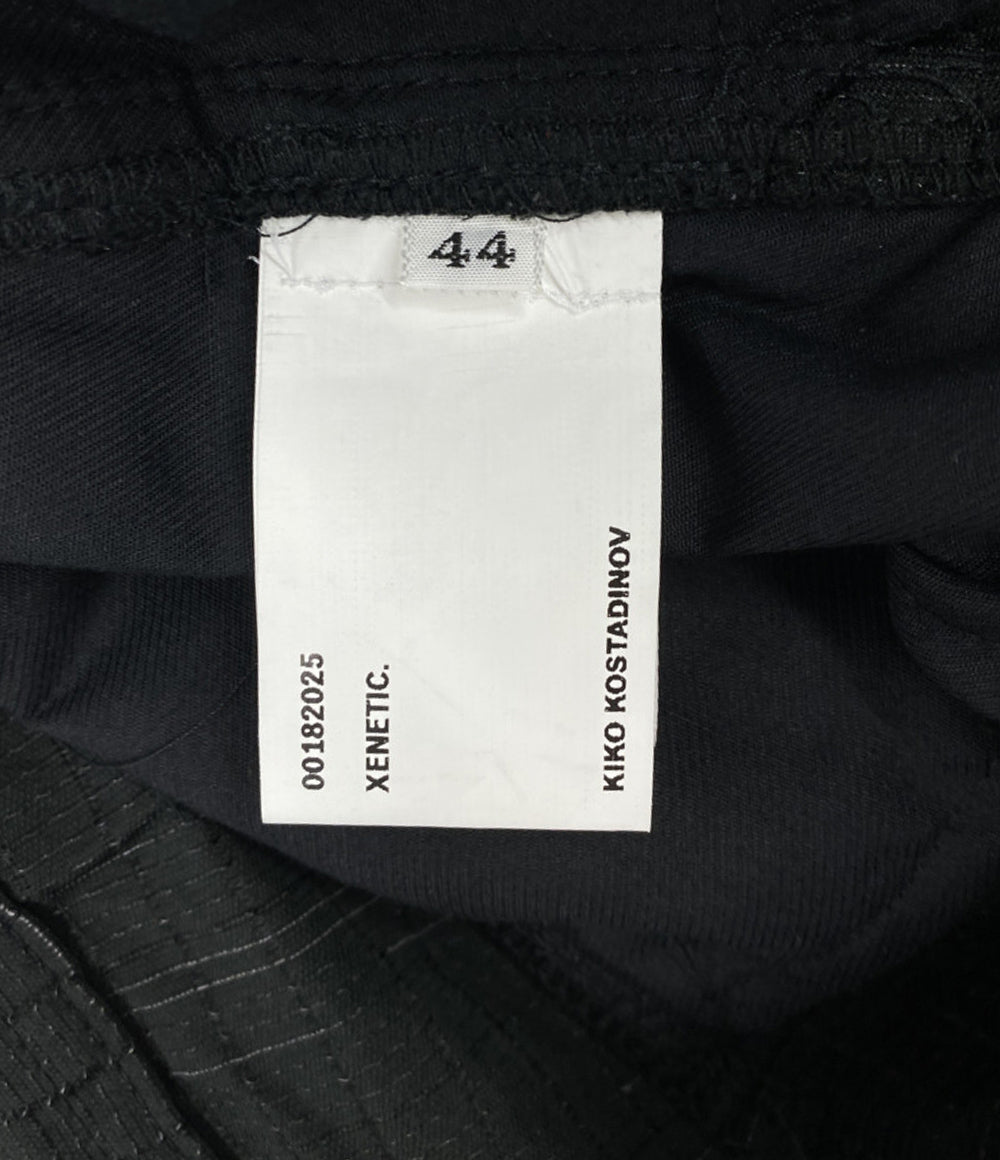 44
00182025
XENETIC.
KIKO KOSTADINOV